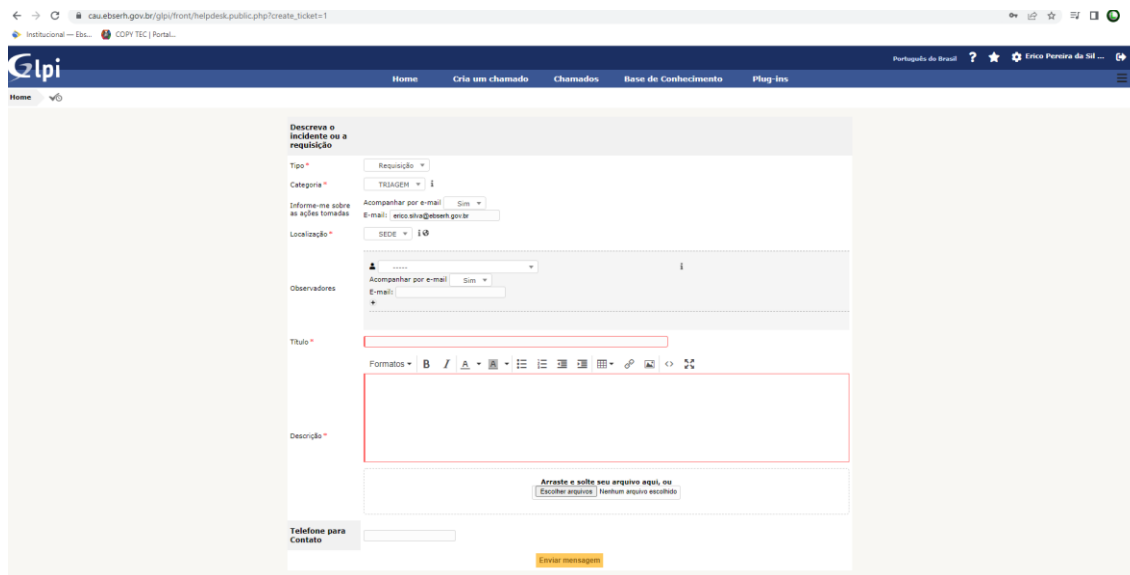 cau.ebserh.gov.br/glpi/front/helpdesk.public.php?create_ticket=1
Institucional — Ebs... COPY TEC | Portal...
Glpi
Português do Brasil ? Erico Pereira da Sil ...
Home Cria um chamado Chamados Base de Conhecimento Plug-ins
Home
Descreva o
incidente ou a
requisição
Tipo * Requisição
Categoria * TRIAGEM i
Informe-me sobre
as ações tomadas
Acompanhar por e-mail Sim
E-mail: erico.silva@ebserh.gov.br
Localização * SEDE i
Observadores
----- i
Acompanhar por e-mail Sim
E-mail:
+
Título *
Formatos B I A A
Descrição *
Arraste e solte seu arquivo aqui, ou
Escolher arquivos Nenhum arquivo escolhido
Telefone para
Contato
Enviar mensagem